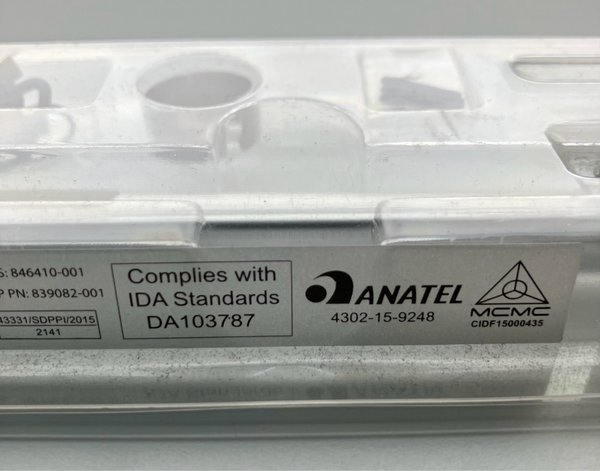 S: 846410-001
P PN: 839082-001
43331/SDPPI/2015
2141
Complies with
IDA Standards
DA103787
ANATEL
4302-15-9248
MCMC
CIDF15000435